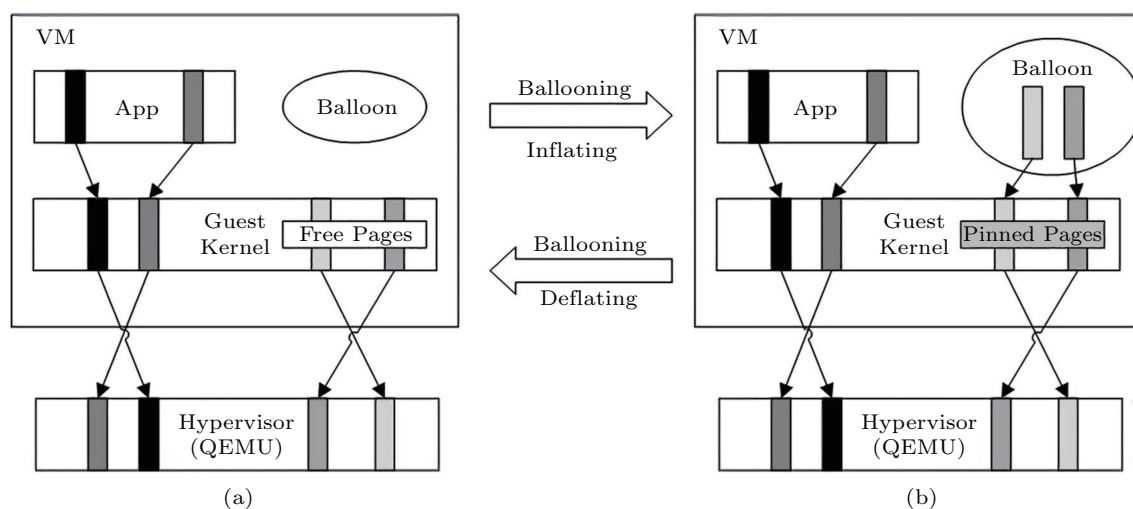 VM
App
Balloon
Guest
Kernel
Free Pages
Hypervisor
(QEMU)
(a)
Ballooning
Inflating
Ballooning
Deflating
VM
App
Balloon
Guest
Kernel
Pinned Pages
Hypervisor
(QEMU)
(b)